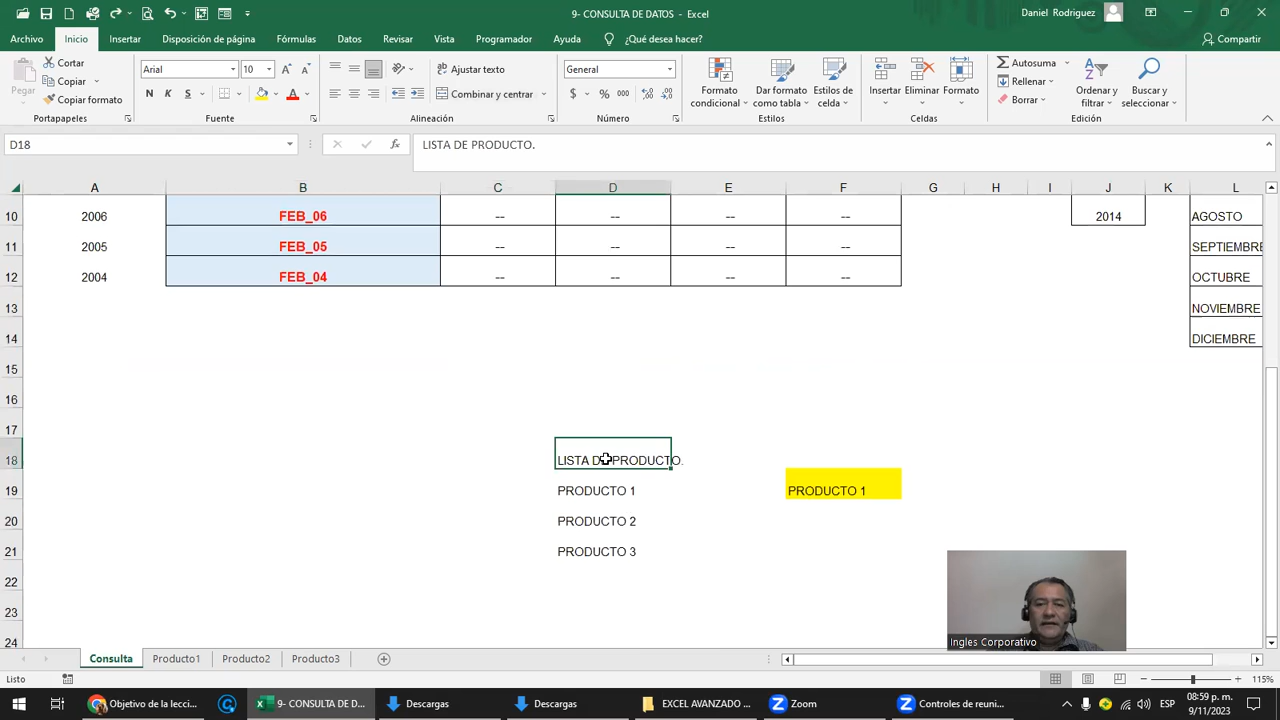 9- CONSULTA DE DATOS - Excel
Daniel Rodriguez
Archivo Inicio Insertar Disposición de página Fórmulas Datos Revisar Vista Programador Ayuda ¿Qué desea hacer? Compartir
Pegar
Cortar
Copiar
Copiar formato
Arial 10
N K S
Ajustar texto
Combinar y centrar
General
$ % 000
Formato condicional
Dar formato como tabla
Estilos de celda
Insertar Eliminar Formato
Autosuma
Rellenar
Borrar
Ordenar y filtrar
Buscar y seleccionar
Portapapeles Fuente Alineación Número Estilos Celdas Edición
D18 fx LISTA DE PRODUCTO.
A B C D E F G H I J K L
10 2006 FEB_06 -- -- -- -- 2014 AGOSTO
11 2005 FEB_05 -- -- -- -- SEPTIEMBRE
12 2004 FEB_04 -- -- -- -- OCTUBRE
13 NOVIEMBRE
14 DICIEMBRE
15
16
17
18 LISTA DE PRODUCTO.
19 PRODUCTO 1 PRODUCTO 1
20 PRODUCTO 2
21 PRODUCTO 3
22
23
24
Ingles Corporativo
Consulta Producto1 Producto2 Producto3
Listo
115%
Objetivo de la lecci...
9- CONSULTA DE D...
Descargas
Descargas
EXCEL AVANZADO ...
Zoom
Controles de reuni...
ESP
08:59 p. m.
9/11/2023